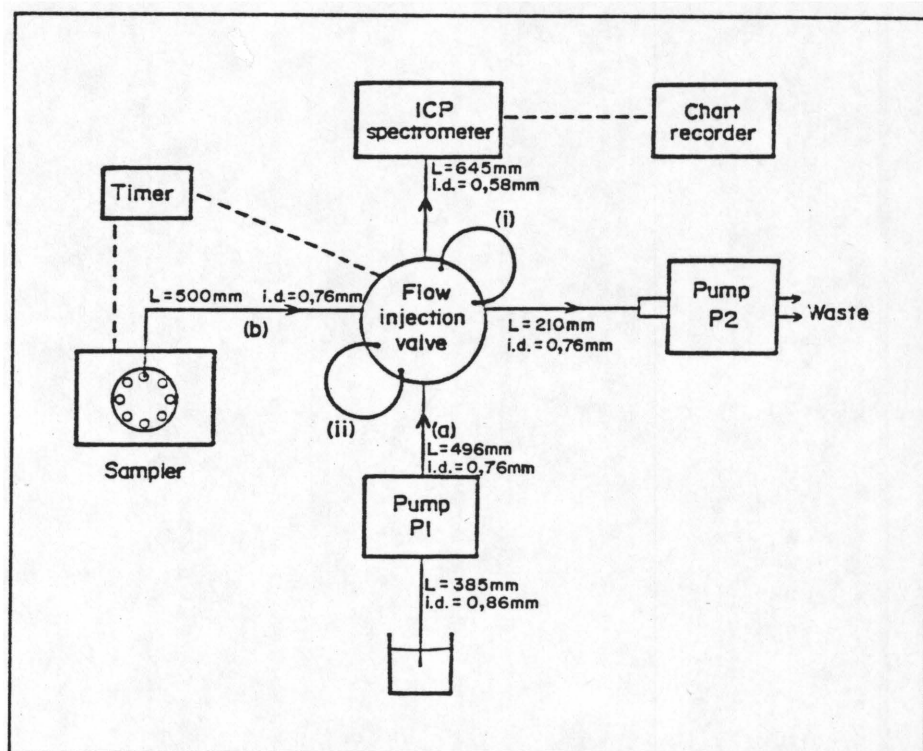 ICP
spectrometer
Chart
recorder
L=645mm
i.d.=0,58mm
Timer
(i)
L=500mm i.d.=0,76mm
(b)
Flow
injection
valve
L=210mm
i.d.=0,76mm
Pump
P2
Waste
(ii)
(a)
L=496mm
i.d.=0,76mm
Sampler
Pump
P1
L=385mm
i.d.=0,86mm